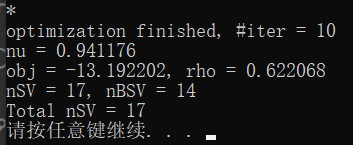 *
optimization finished, #iter = 10
nu = 0.941176
obj = -13.192202, rho = 0.622068
nSV = 17, nBSV = 14
Total nSV = 17
请按任意键继续. . .